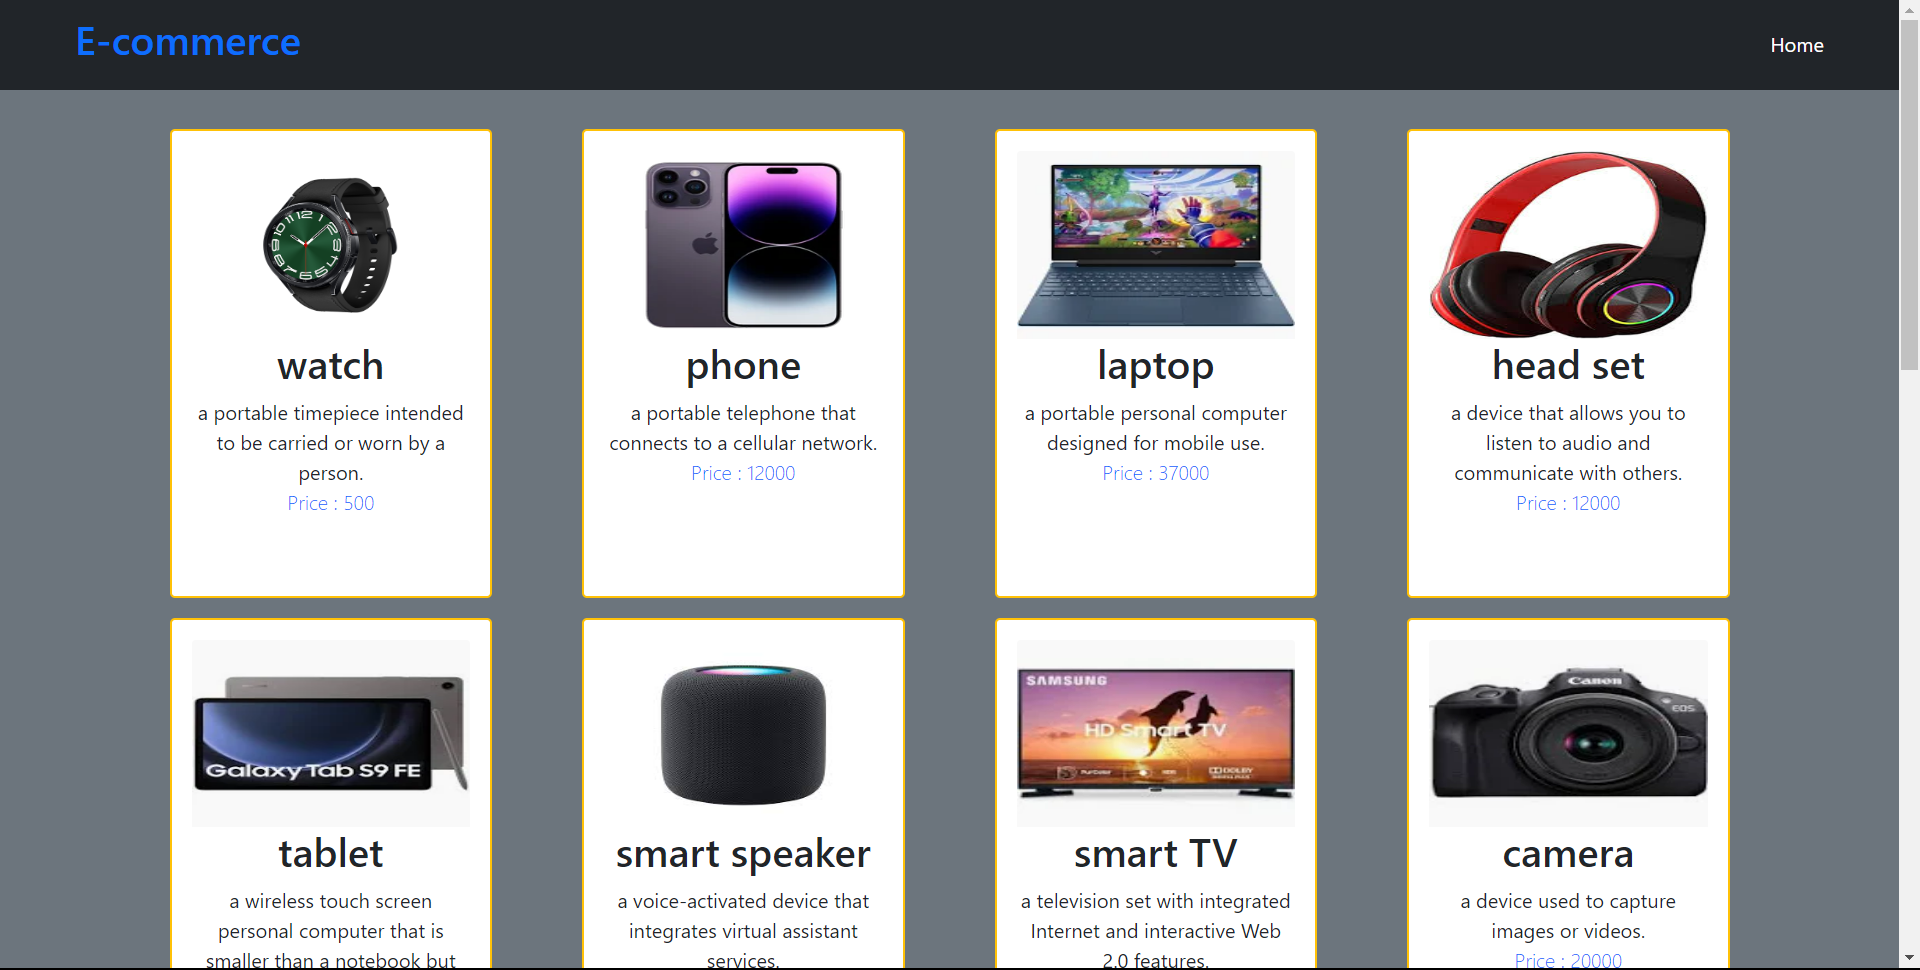 E-commerce
Home
watch
a portable timepiece intended
to be carried or worn by a
person.
Price : 500
phone
a portable telephone that
connects to a cellular network.
Price : 12000
laptop
a portable personal computer
designed for mobile use.
Price : 37000
head set
a device that allows you to
listen to audio and
communicate with others.
Price : 12000
Galaxy Tab S9 FE
tablet
a wireless touch screen
personal computer that is
smaller than a notebook but
smart speaker
a voice-activated device that
integrates virtual assistant
services.
SAMSUNG
HD Smart TV
PurColor
HDR
DOLBY
smart TV
a television set with integrated
Internet and interactive Web
2.0 features.
Canon
EOS
camera
a device used to capture
images or videos.
Price : 20000